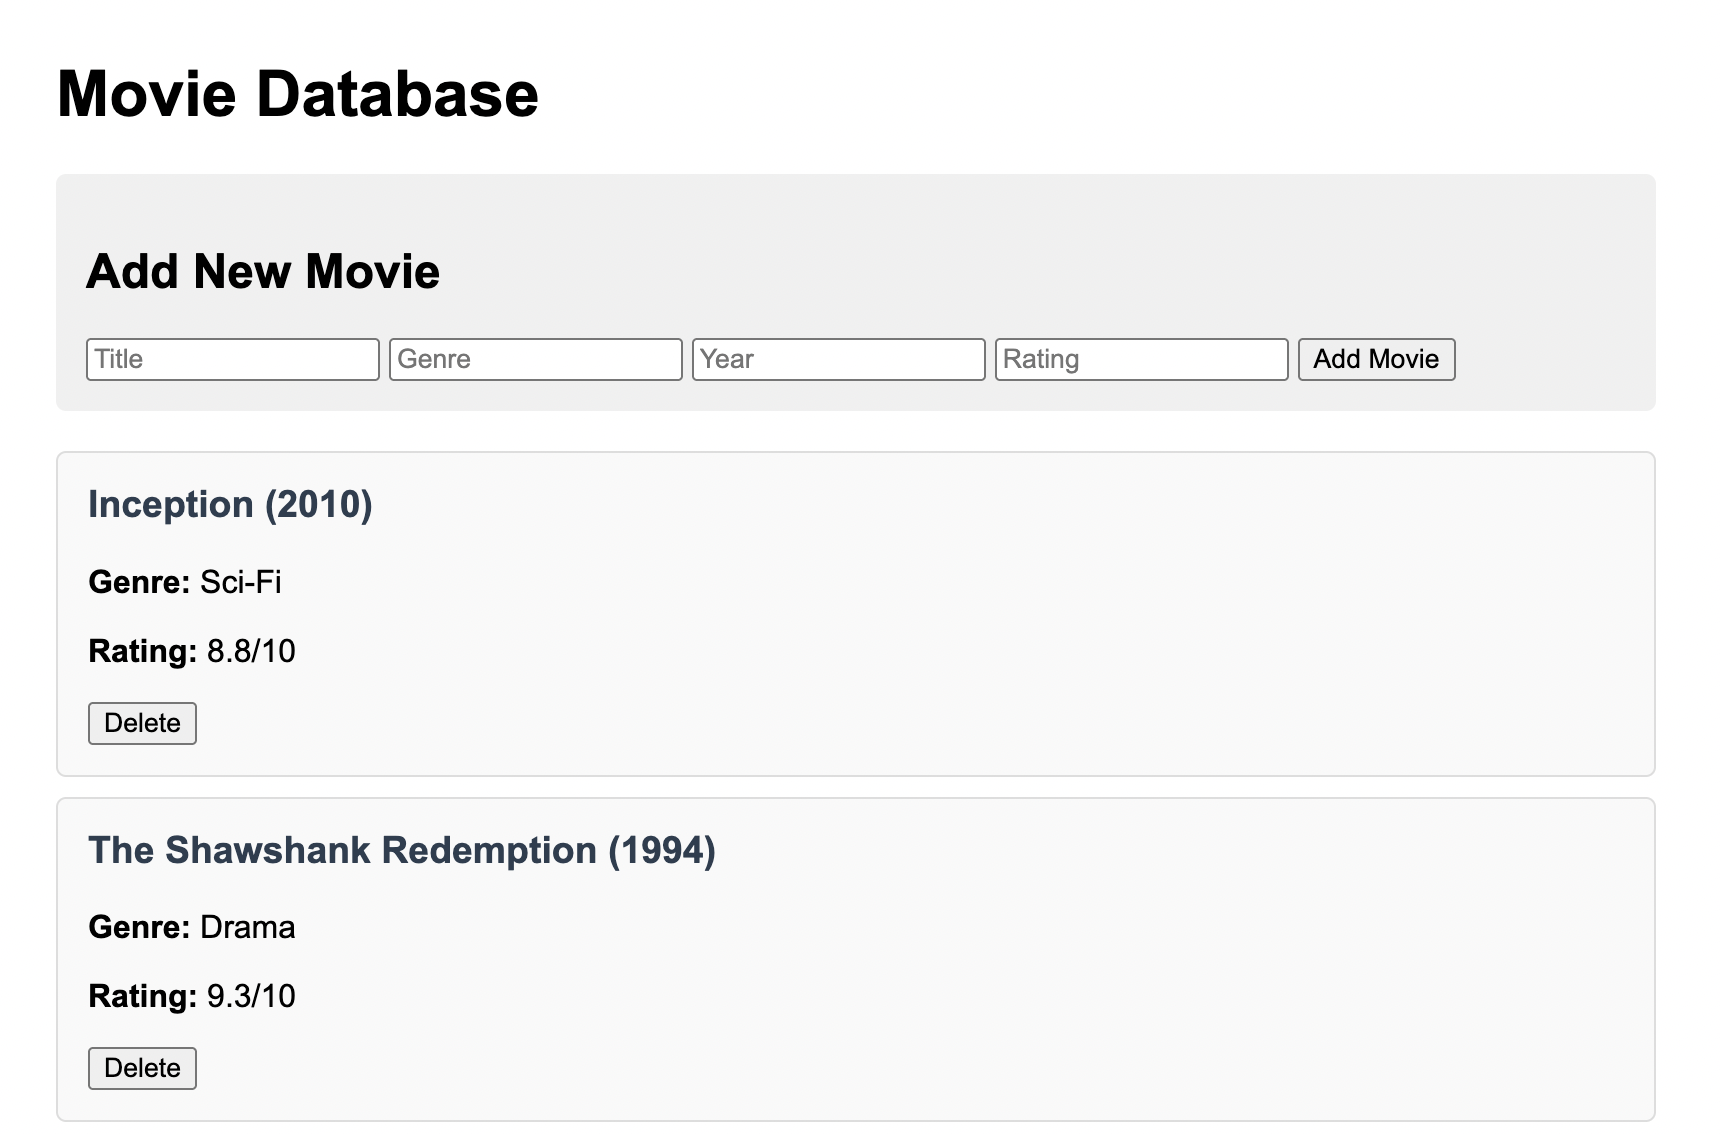 Movie Database
Add New Movie
Title Genre Year Rating Add Movie
Inception (2010)
Genre: Sci-Fi
Rating: 8.8/10
Delete
The Shawshank Redemption (1994)
Genre: Drama
Rating: 9.3/10
Delete